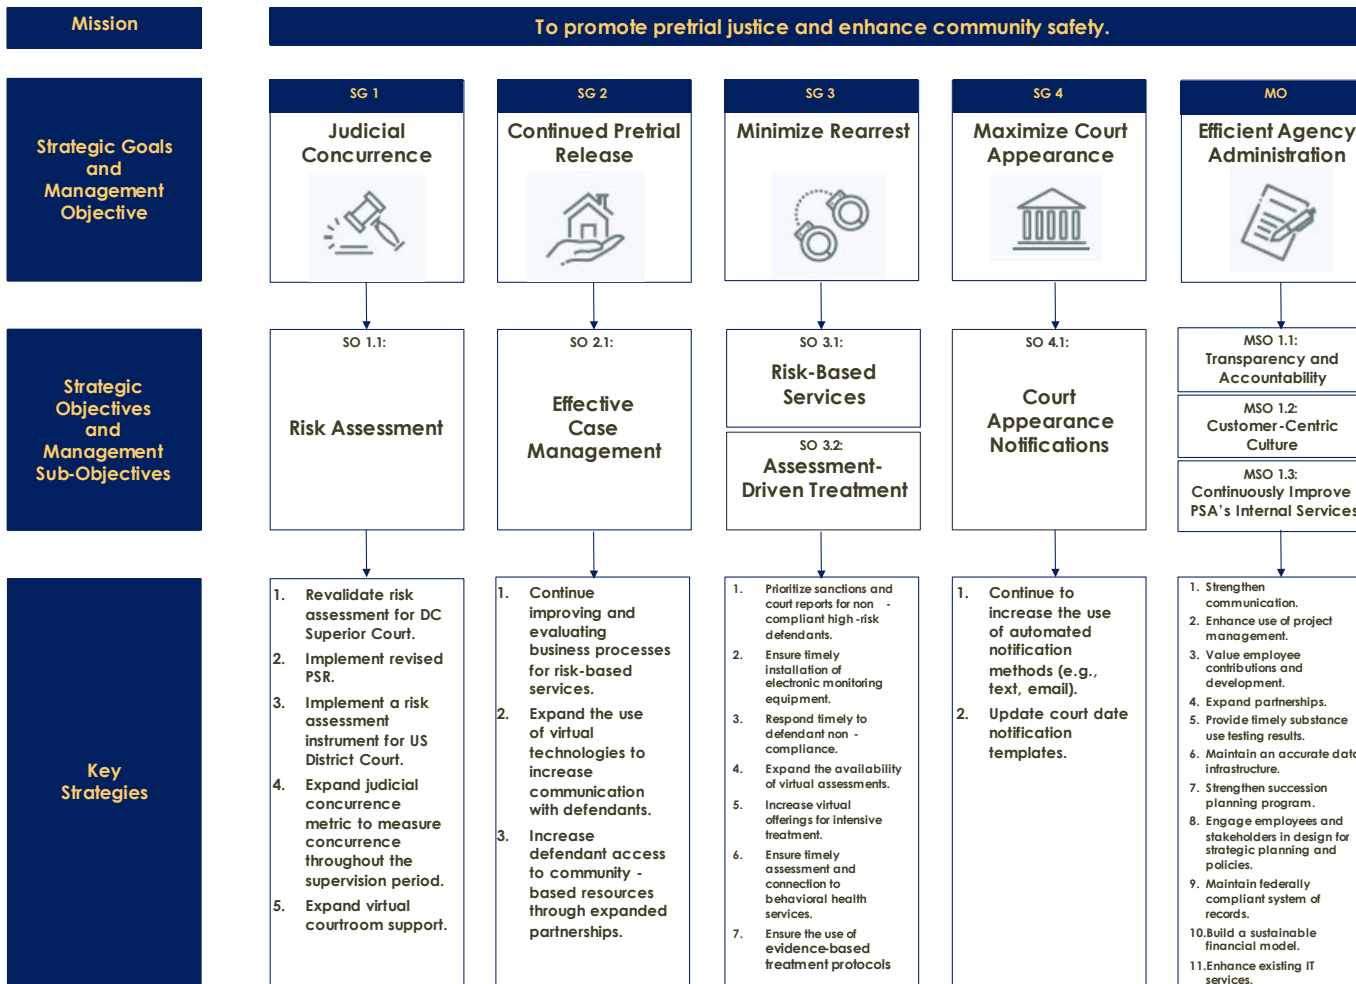 Mission
To promote pretrial justice and enhance community safety.
Strategic Goals
and
Management
Objective
SG 1
Judicial
Concurrence
SG 2
Continued Pretrial
Release
SG 3
Minimize Rearrest
SG 4
Maximize Court
Appearance
MO
Efficient Agency
Administration
Strategic
Objectives
and
Management
Sub-Objectives
SO 1.1:
Risk Assessment
SO 2.1:
Effective
Case
Management
SO 3.1:
Risk-Based
Services
SO 3.2:
Assessment-
Driven Treatment
SO 4.1:
Court
Appearance
Notifications
MSO 1.1:
Transparency and
Accountability
MSO 1.2:
Customer-Centric
Culture
MSO 1.3:
Continuously Improve
PSA's Internal Services
Key
Strategies
1. Revalidate risk
assessment for DC
Superior Court.
2. Implement revised
PSR.
3. Implement a risk
assessment
instrument for US
District Court.
4. Expand judicial
concurrence
metric to measure
concurrence
throughout the
supervision period.
5. Expand virtual
courtroom support.
1. Continue
improving and
evaluating
business processes
for risk-based
services.
2. Expand the use
of virtual
technologies to
increase
communication
with defendants.
3. Increase
defendant access
to community -
based resources
through expanded
partnerships.
1. Prioritize sanctions and
court reports for non -
compliant high -risk
defendants.
2. Ensure timely
installation of
electronic monitoring
equipment.
3. Respond timely to
defendant non -
compliance.
4. Expand the availability
of virtual assessments.
5. Increase virtual
offerings for intensive
treatment.
6. Ensure timely
assessment and
connection to
behavioral health
services.
7. Ensure the use of
evidence-based
treatment protocols
1. Continue to
increase the use
of automated
notification
methods (e.g.,
text, email).
2. Update court date
notification
templates.
1. Strengthen
communication.
2. Enhance use of project
management.
3. Value employee
contributions and
development.
4. Expand partnerships.
5. Provide timely substance
use testing results.
6. Maintain an accurate data
infrastructure.
7. Strengthen succession
planning program.
8. Engage employees and
stakeholders in design for
strategic planning and
policies.
9. Maintain federally
compliant system of
records.
10.Build a sustainable
financial model.
11.Enhance existing IT
services.